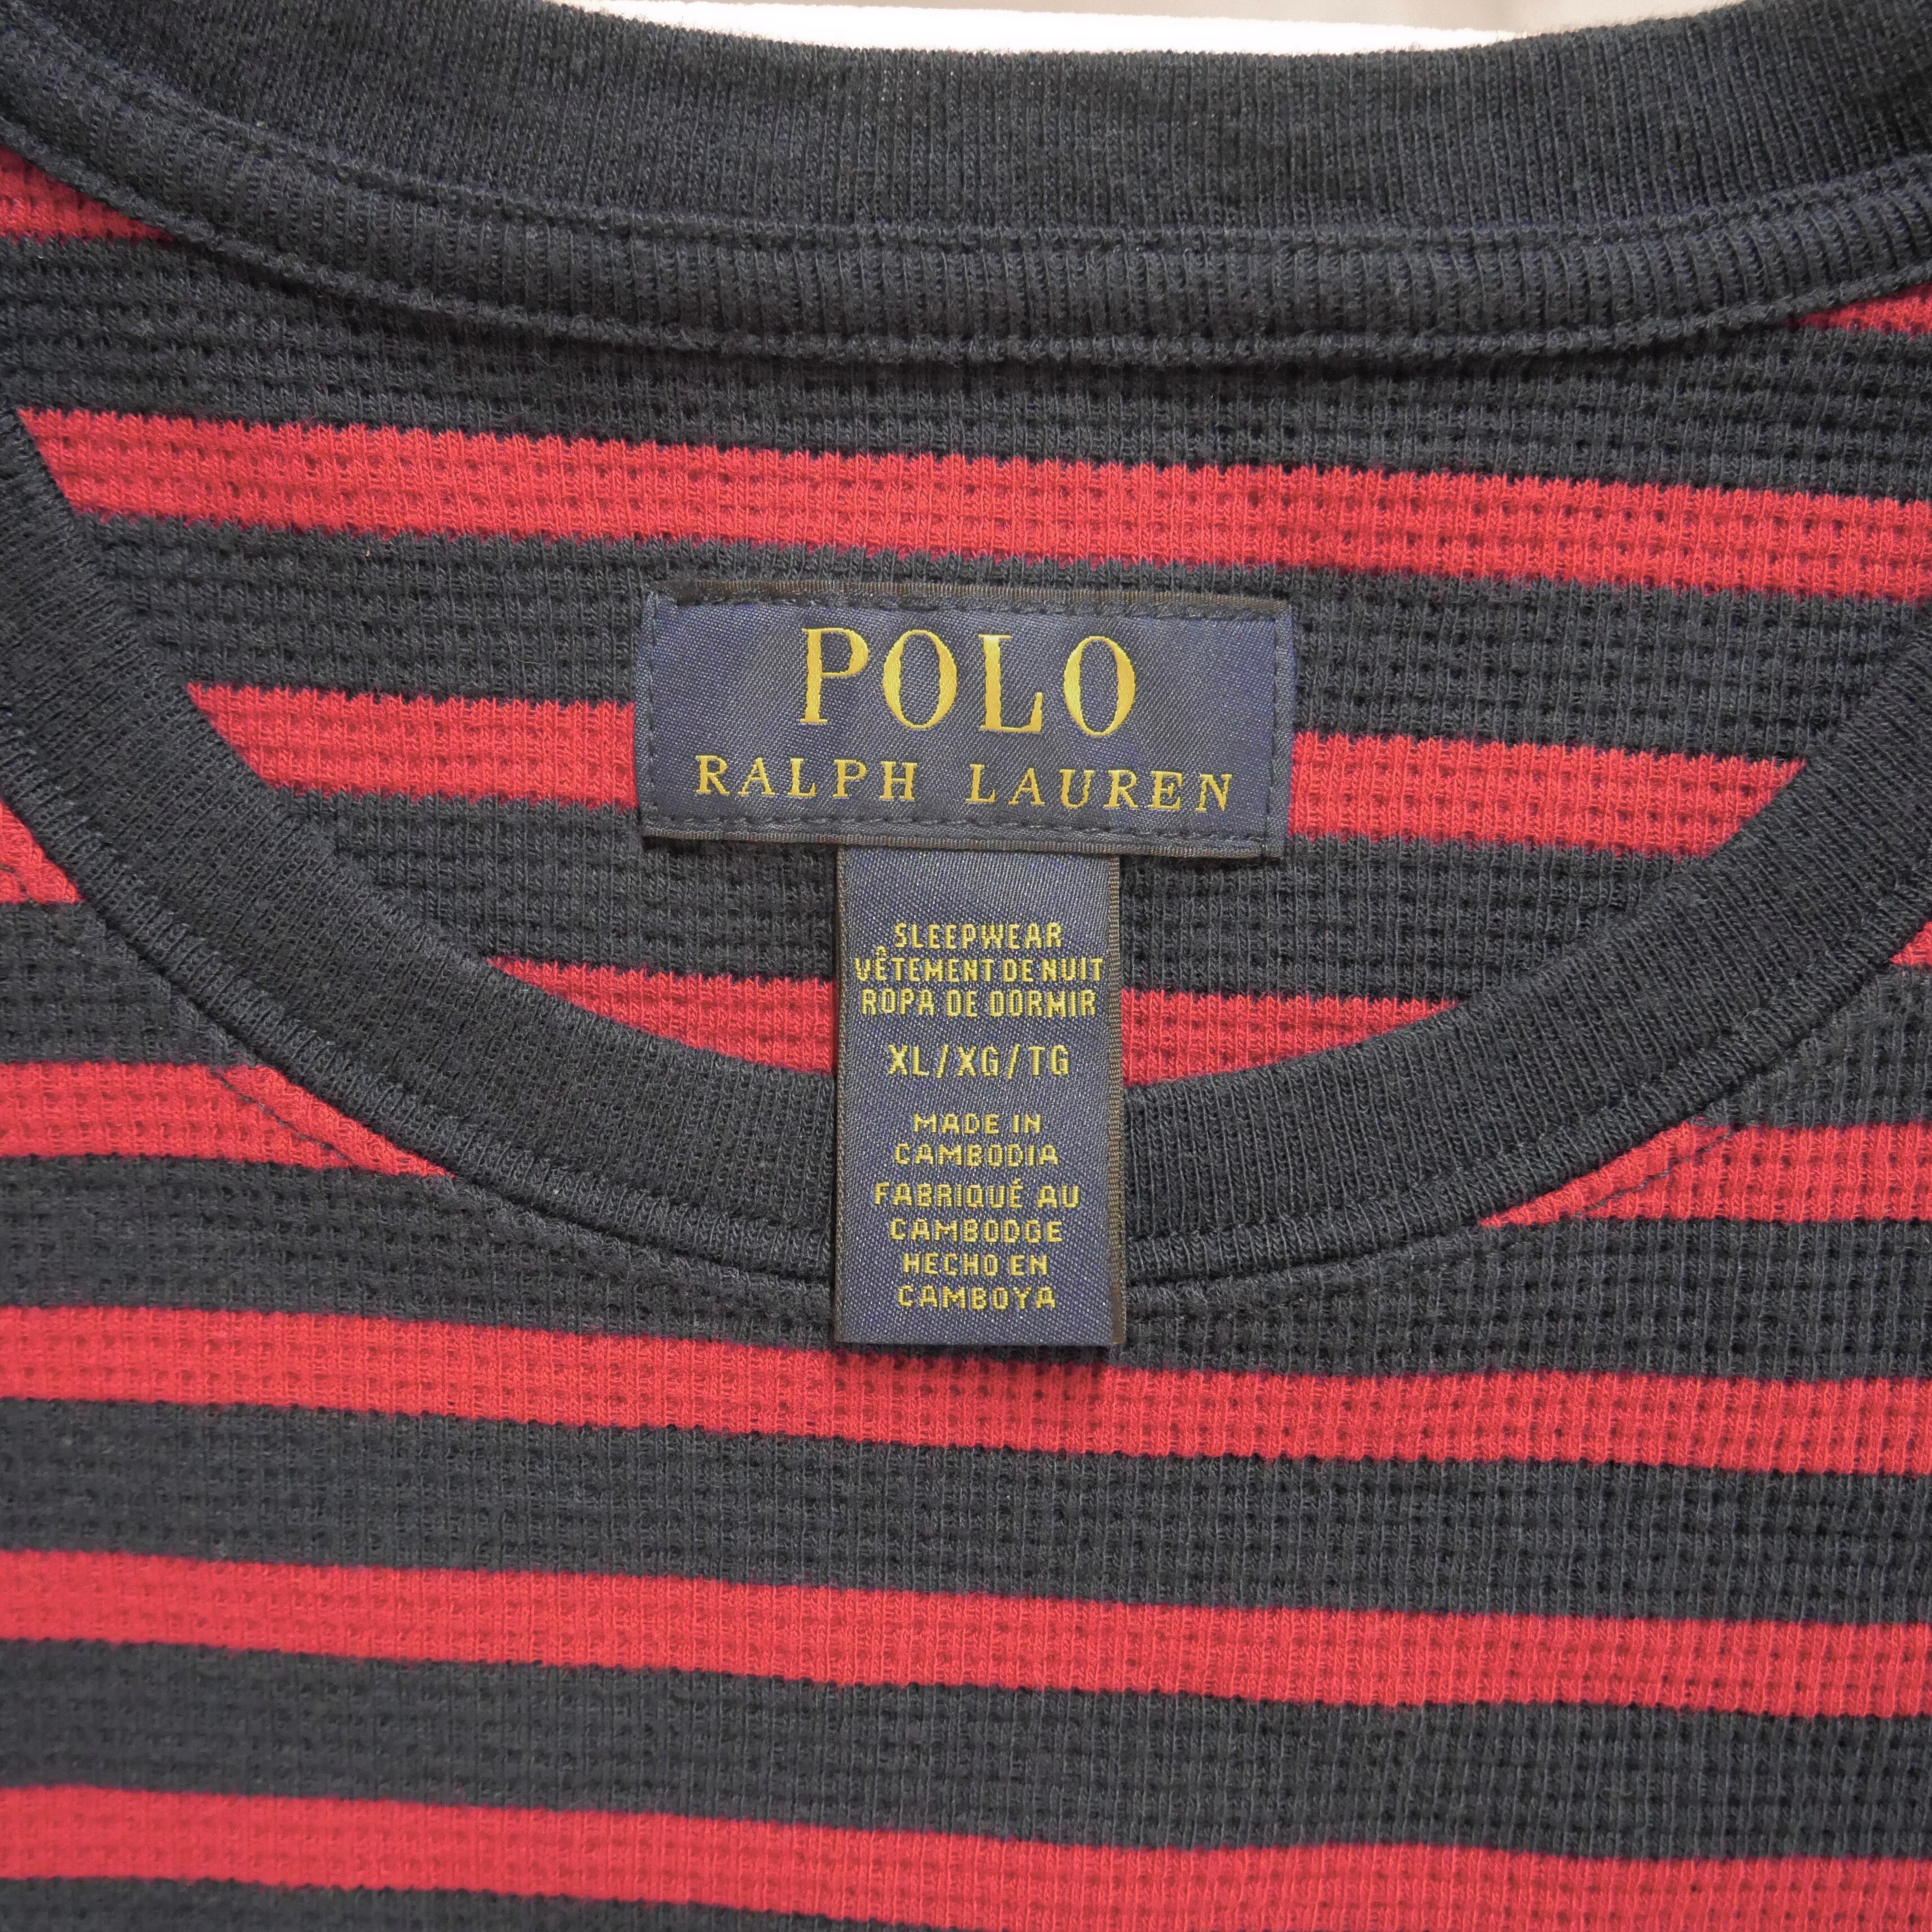 POLO
RALPH LAUREN
SLEEPWEAR
VÊTEMENT DE NUIT
ROPA DE DORMIR
XL/XG/TG
MADE IN
CAMBODIA
FABRIQUÉ AU
CAMBODGE
HECHO EN
CAMBOYA